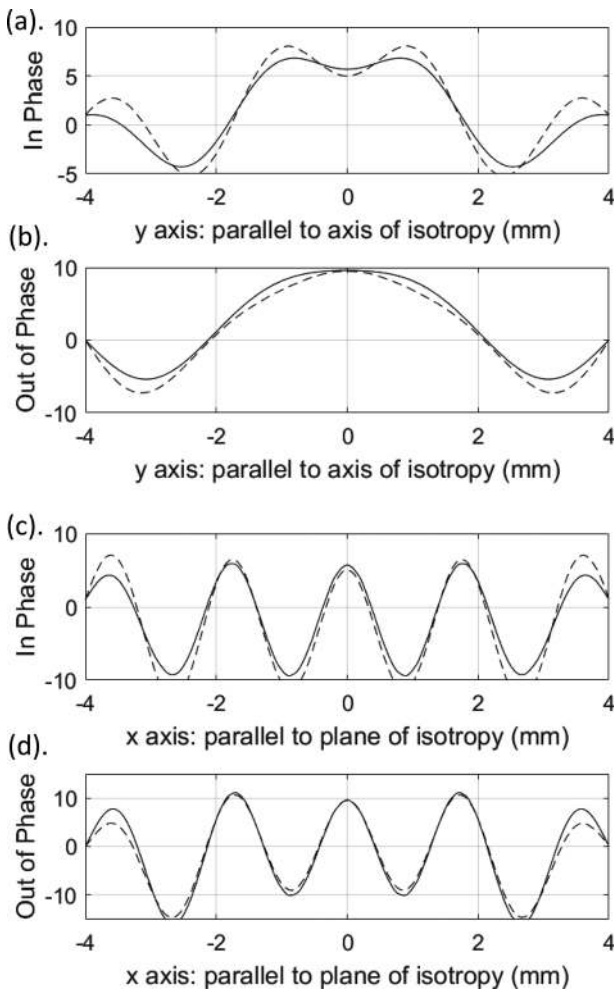 (a).
10
5
0
-5
In Phase
-4 -2 0 2 4
y axis: parallel to axis of isotropy (mm)
(b).
10
0
-10
Out of Phase
-4 -2 0 2 4
y axis: parallel to axis of isotropy (mm)
(c).
10
0
-10
In Phase
-4 -2 0 2 4
x axis: parallel to plane of isotropy (mm)
(d).
10
0
-10
Out of Phase
-4 -2 0 2 4
x axis: parallel to plane of isotropy (mm)